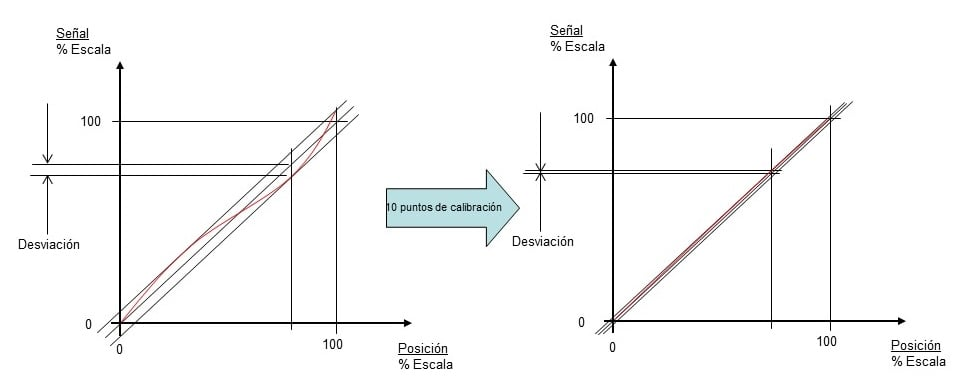 Señal
% Escala
100
Desviación
0
0
100
Posición
% Escala
10 puntos de calibración
Señal
% Escala
100
Desviación
0
0
100
Posición
% Escala